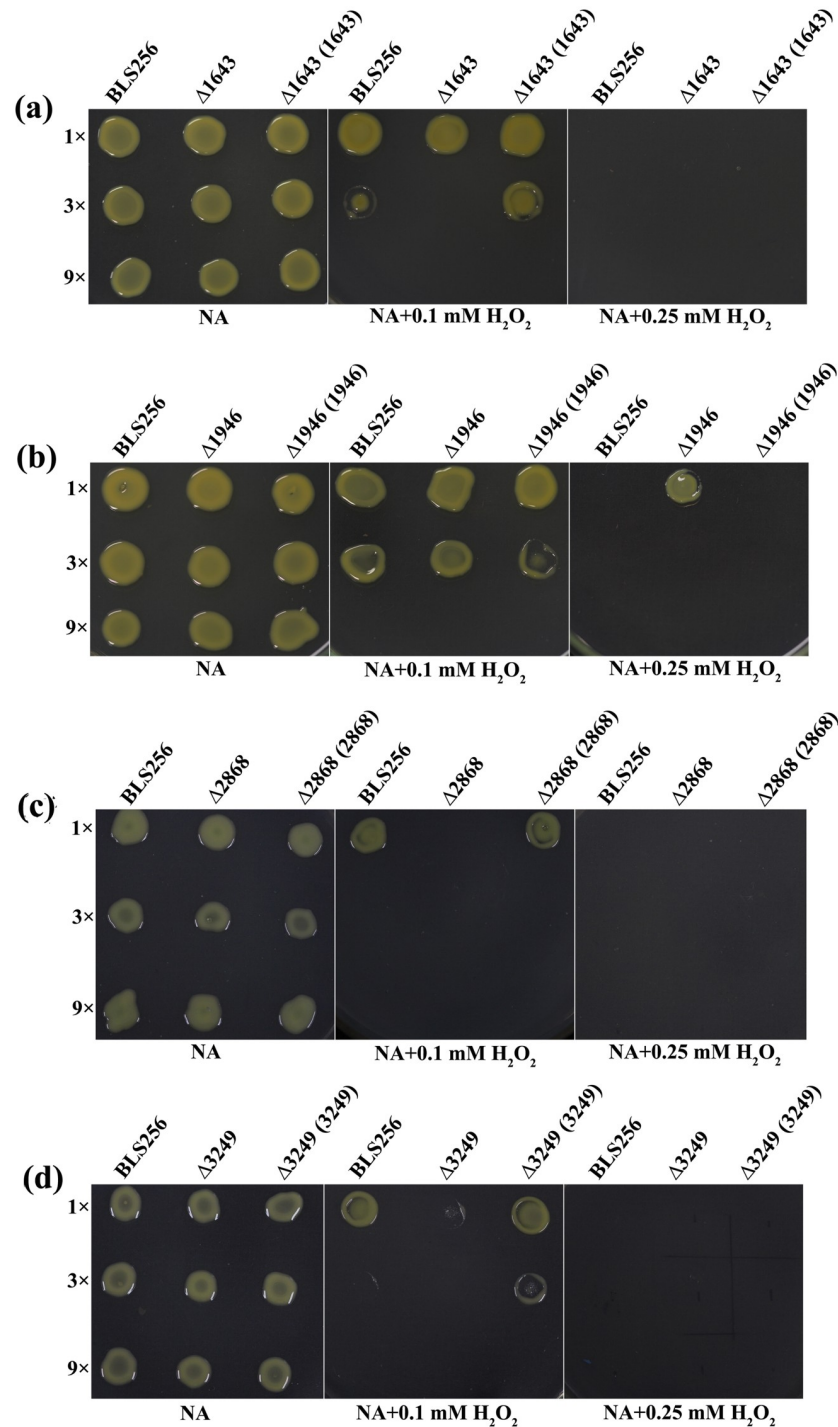 BLS256 Δ1643 Δ1643 (1643) BLS256 Δ1643 Δ1643 (1643) BLS256 Δ1643 Δ1643 (1643)
(a)
1×
3×
9×
NA NA+0.1 mM H₂O₂ NA+0.25 mM H₂O₂
BLS256 Δ1946 Δ1946 (1946) BLS256 Δ1946 Δ1946 (1946) BLS256 Δ1946 Δ1946 (1946)
(b)
1×
3×
9×
NA NA+0.1 mM H₂O₂ NA+0.25 mM H₂O₂
BLS256 Δ2868 Δ2868 (2868) BLS256 Δ2868 Δ2868 (2868) BLS256 Δ2868 Δ2868 (2868)
(c)
1×
3×
9×
NA NA+0.1 mM H₂O₂ NA+0.25 mM H₂O₂
BLS256 Δ3249 Δ3249 (3249) BLS256 Δ3249 Δ3249 (3249) BLS256 Δ3249 Δ3249 (3249)
(d)
1×
3×
9×
NA NA+0.1 mM H₂O₂ NA+0.25 mM H₂O₂